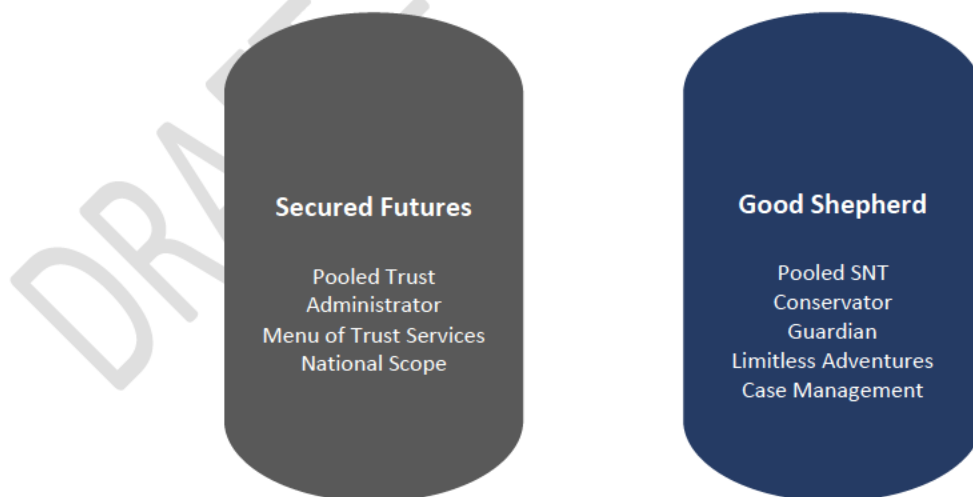 DRAFT
Secured Futures
Pooled Trust
Administrator
Menu of Trust Services
National Scope
Good Shepherd
Pooled SNT
Conservator
Guardian
Limitless Adventures
Case Management